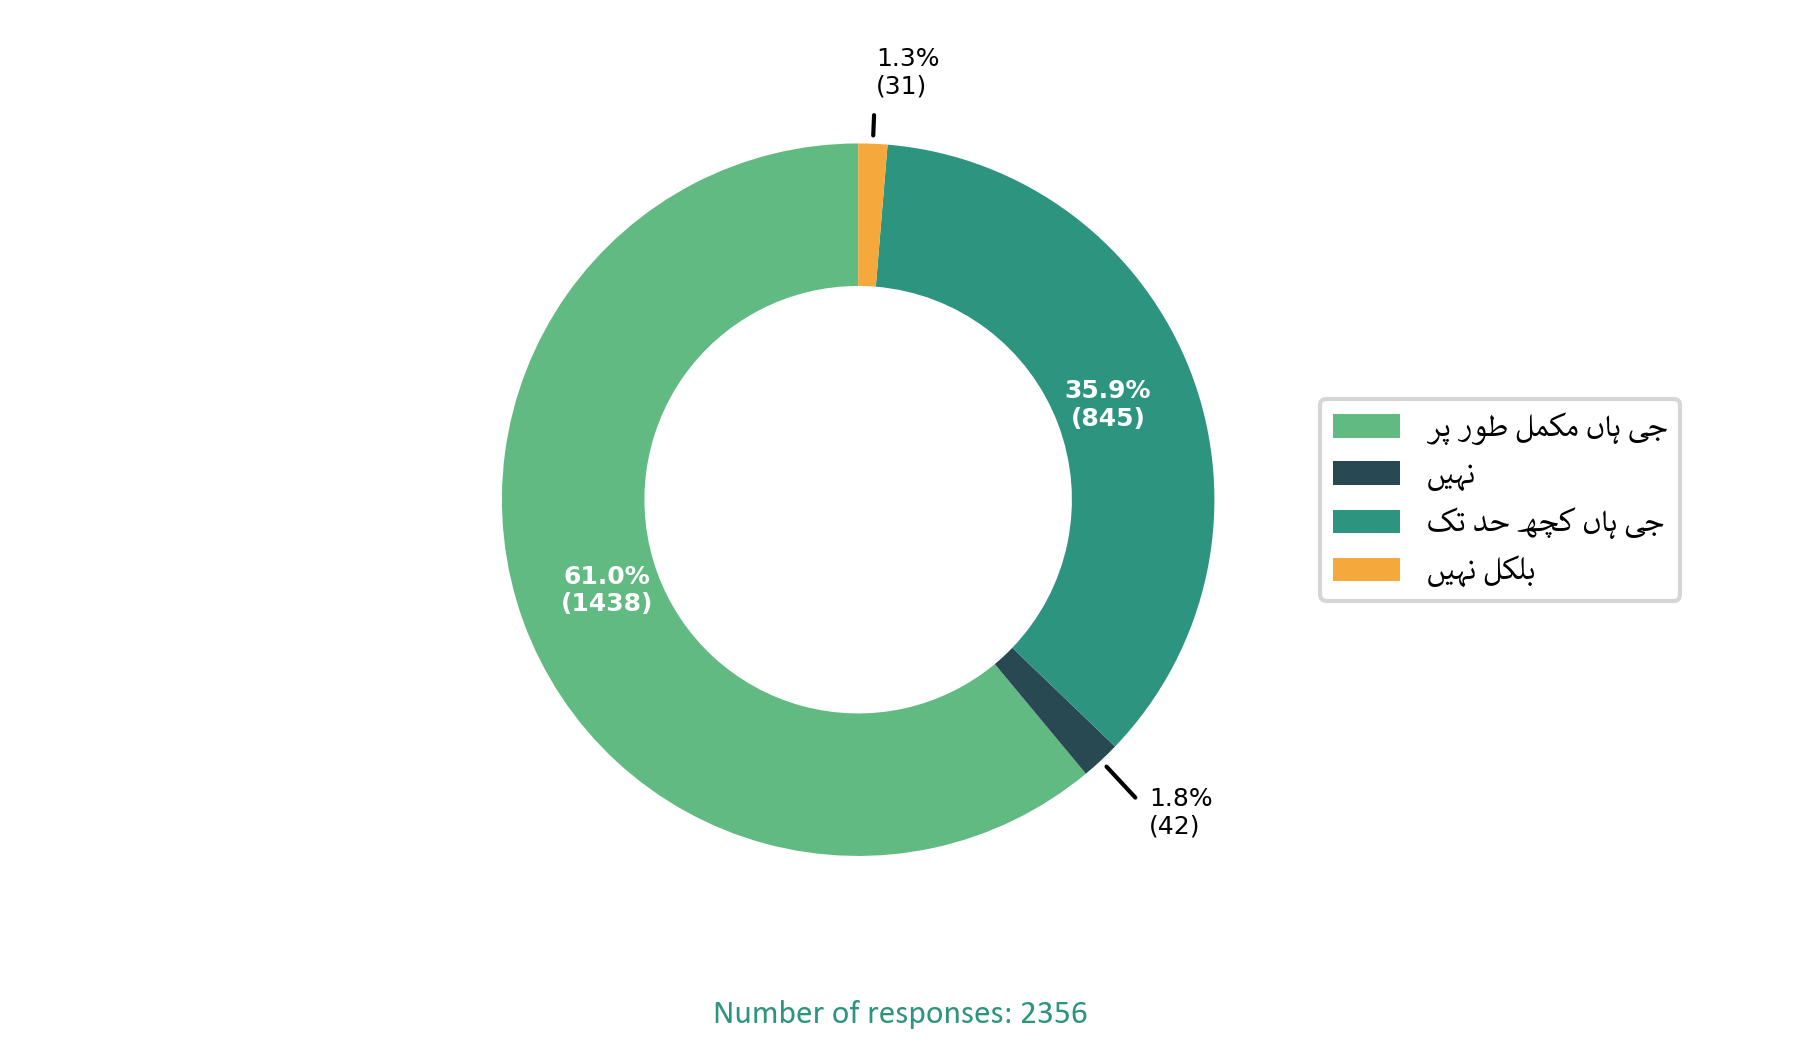 1.3%
(31)
35.9%
(845)
61.0%
(1438)
1.8%
(42)
جی ہاں مکمل طور پر
نہیں
جی ہاں کچھ حد تک
بلکل نہیں
Number of responses: 2356